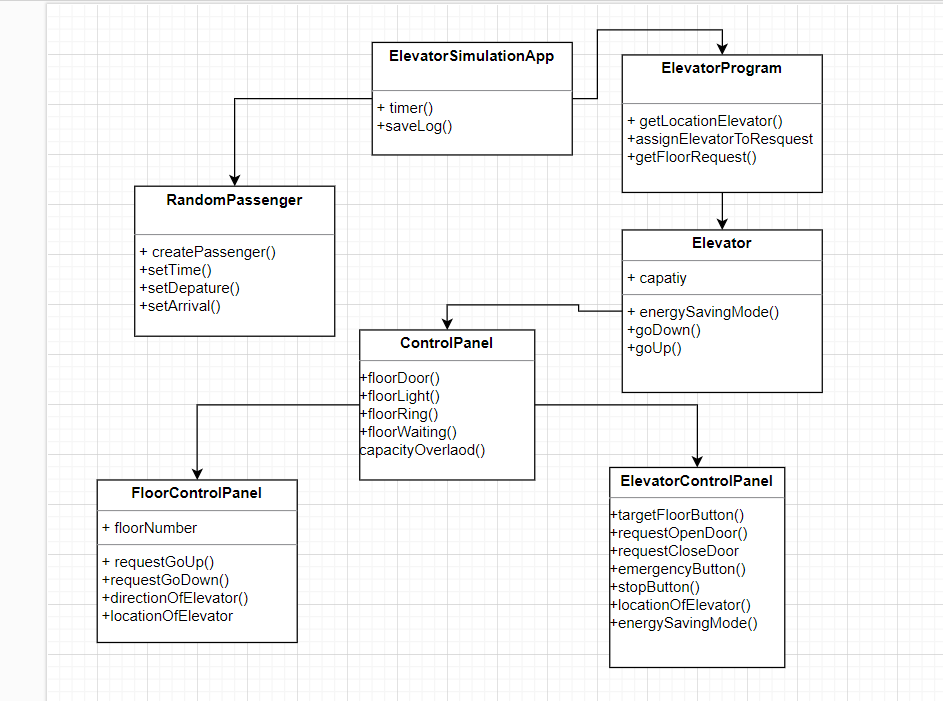 ElevatorSimulationApp
+ timer()
+saveLog()
ElevatorProgram
+ getLocationElevator()
+assignElevatorToResquest
+getFloorRequest()
RandomPassenger
+ createPassenger()
+setTime()
+setDepature()
+setArrival()
Elevator
+ capatiy
+ energySavingMode()
+goDown()
+goUp()
ControlPanel
+floorDoor()
+floorLight()
+floorRing()
+floorWaiting()
capacityOverlaod()
FloorControlPanel
+ floorNumber
+ requestGoUp()
+requestGoDown()
+directionOfElevator()
+locationOfElevator
ElevatorControlPanel
+targetFloorButton()
+requestOpenDoor()
+requestCloseDoor
+emergencyButton()
+stopButton()
+locationOfElevator()
+energySavingMode()